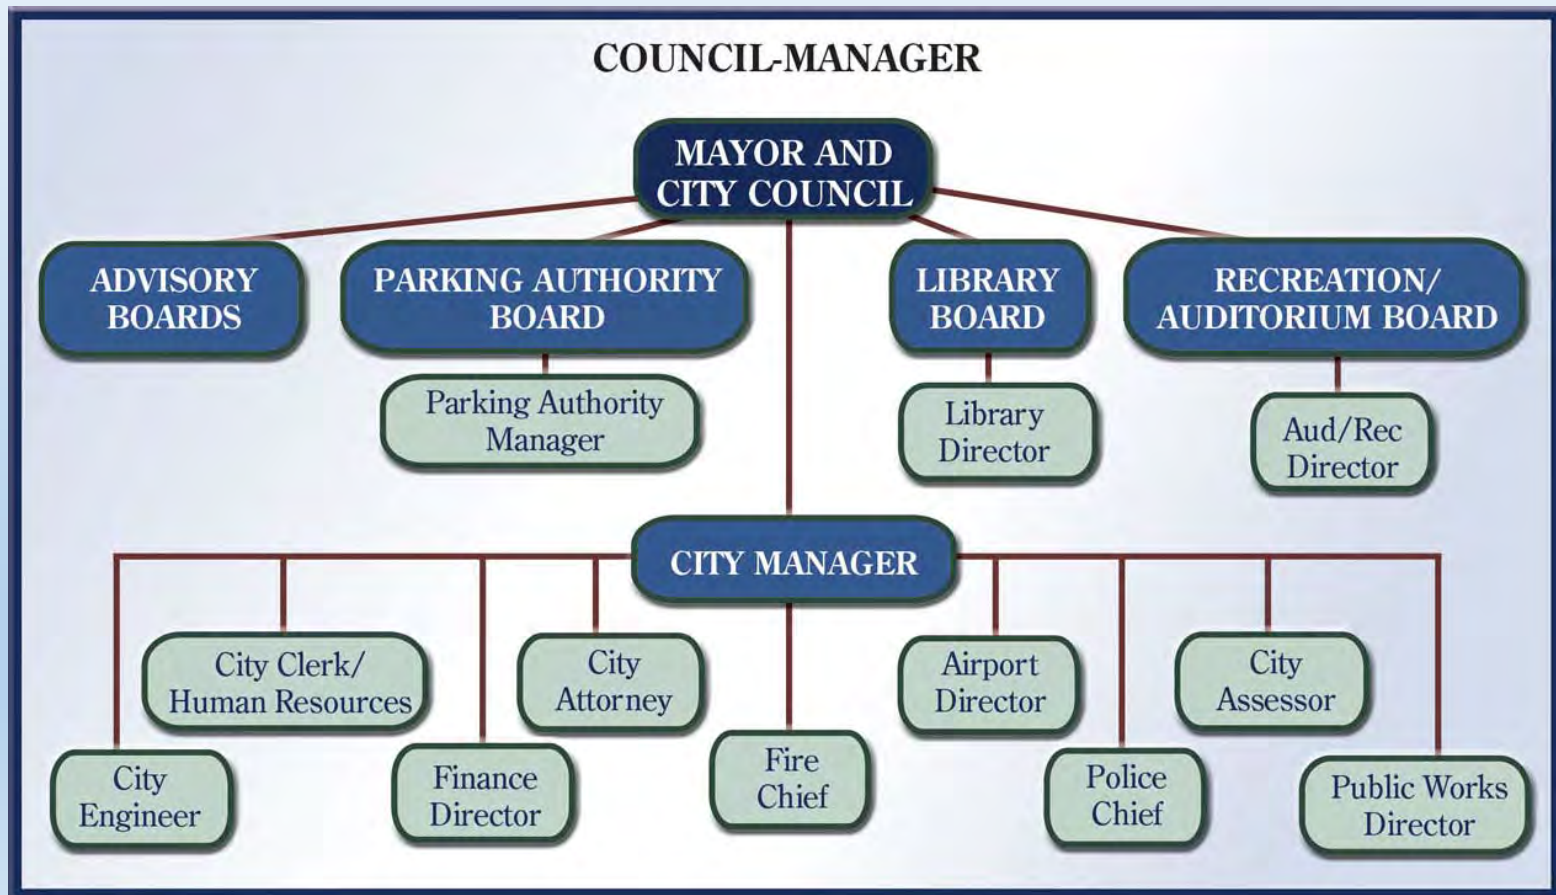 COUNCIL-MANAGER
MAYOR AND
CITY COUNCIL
ADVISORY
BOARDS
PARKING AUTHORITY
BOARD
LIBRARY
BOARD
RECREATION/
AUDITORIUM BOARD
Parking Authority
Manager
Library
Director
Aud/Rec
Director
CITY MANAGER
City Clerk/
Human Resources
City
Attorney
Airport
Director
City
Assessor
City
Engineer
Finance
Director
Fire
Chief
Police
Chief
Public Works
Director